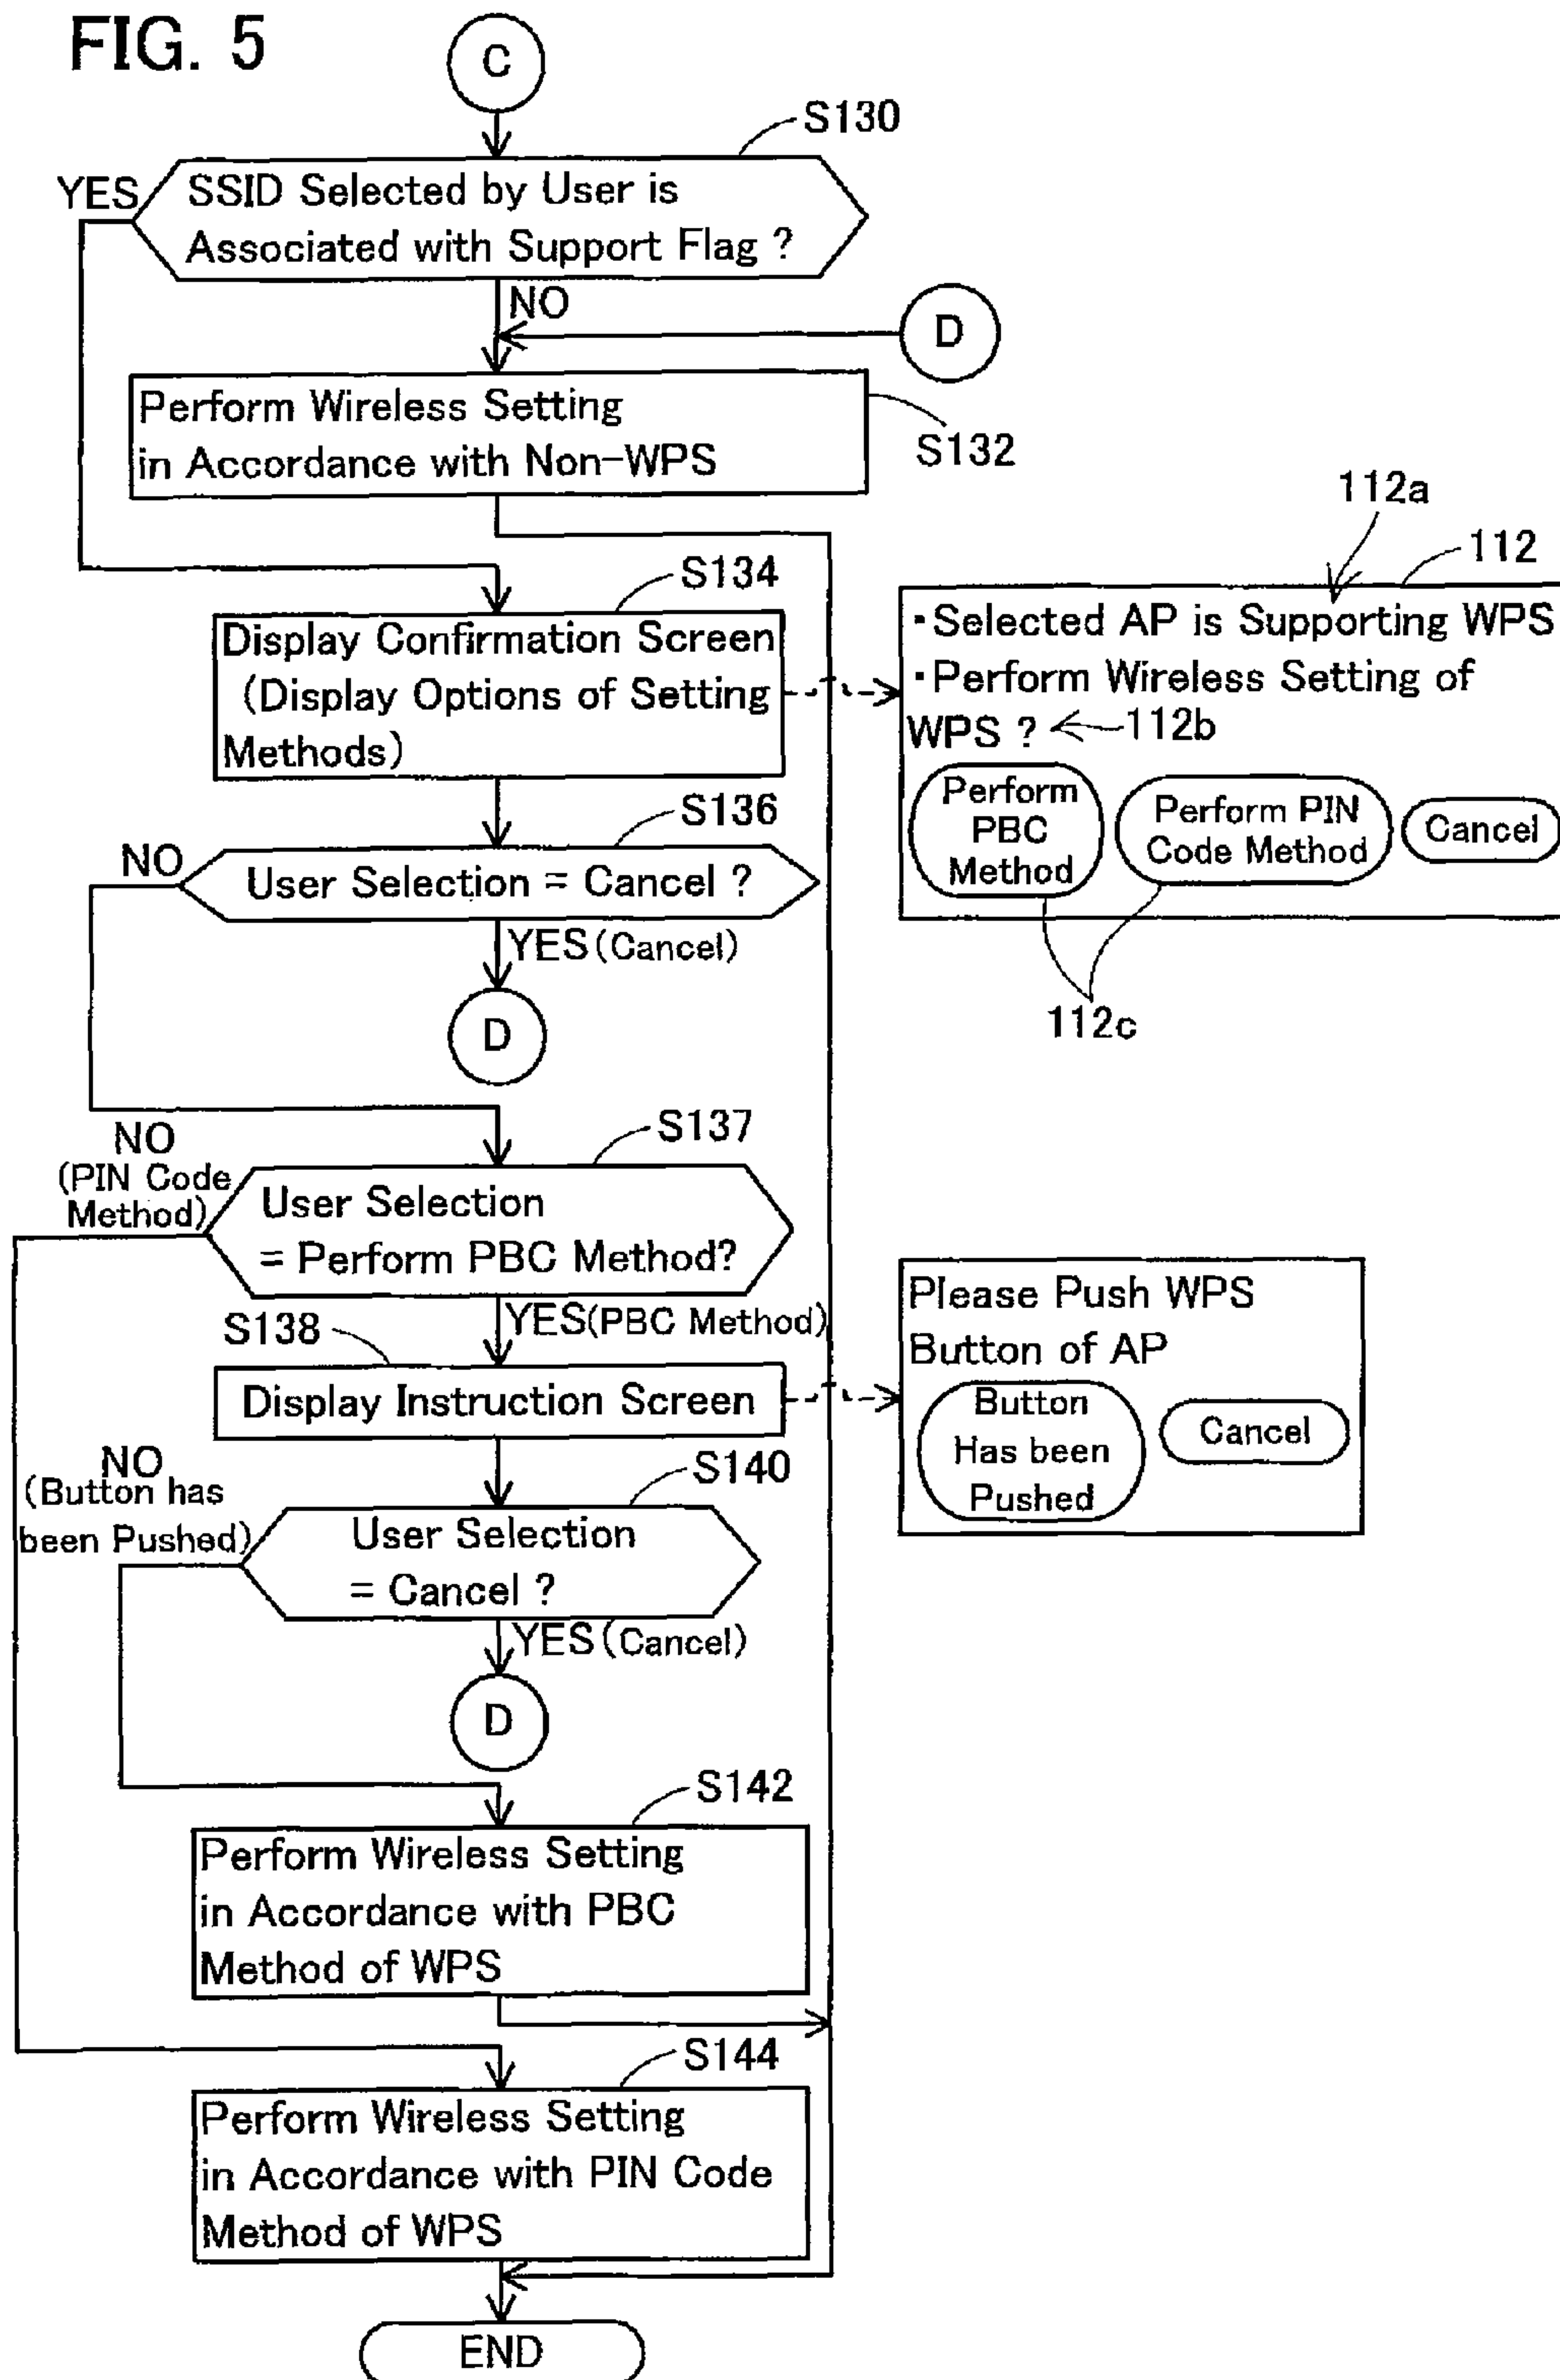 FIG. 5
C
S130
YES
SSID Selected by User is
Associated with Support Flag ?
NO
D
Perform Wireless Setting
in Accordance with Non-WPS
S132
112a
112
S134
Display Confirmation Screen
(Display Options of Setting
Methods)
・Selected AP is Supporting WPS
・Perform Wireless Setting of
WPS ?
112b
Perform
PBC
Method
Perform PIN
Code Method
Cancel
112c
S136
NO
User Selection = Cancel ?
YES(Cancel)
D
S137
NO
(PIN Code
Method)
User Selection
= Perform PBC Method?
YES(PBC Method)
S138
Display Instruction Screen
Please Push WPS
Button of AP
Button
Has been
Pushed
Cancel
S140
NO
(Button has
been Pushed)
User Selection
= Cancel ?
YES(Cancel)
D
S142
Perform Wireless Setting
in Accordance with PBC
Method of WPS
S144
Perform Wireless Setting
in Accordance with PIN Code
Method of WPS
END